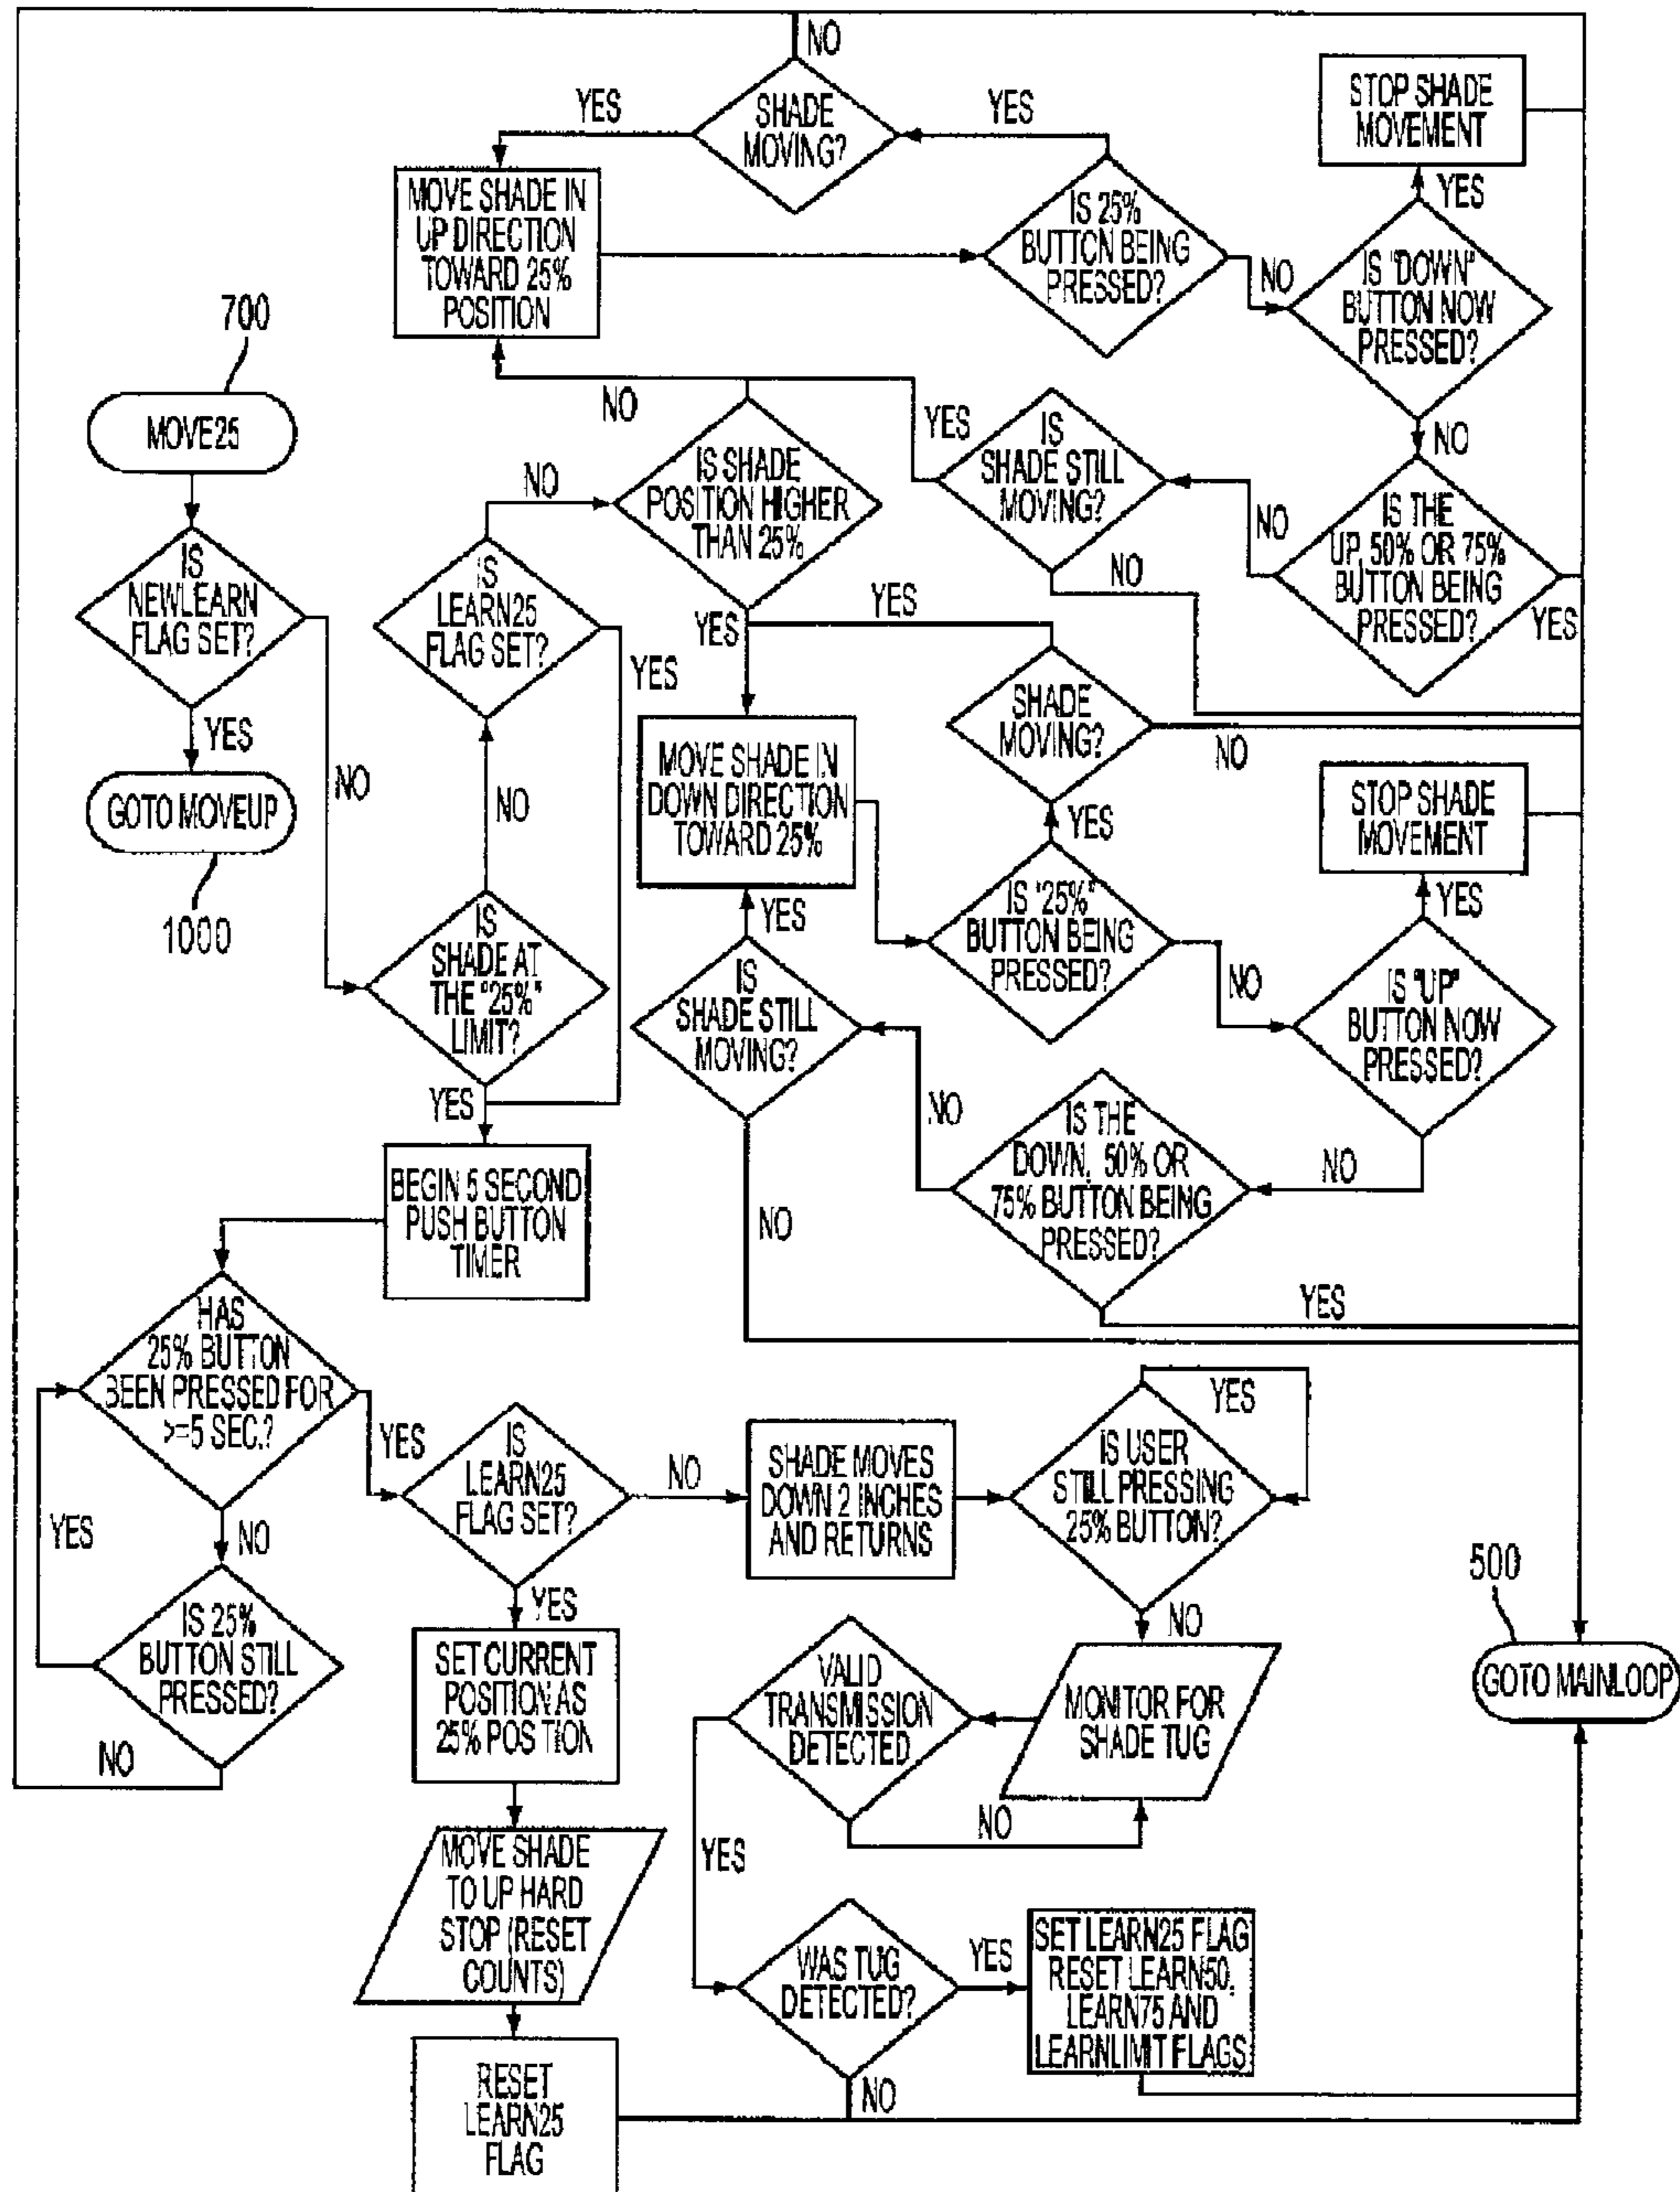 NO
SHADE
MOVING?
YES
YES
STOP SHADE
MOVEMENT
YES
MOVE SHADE IN
UP DIRECTION
TOWARD 25%
POSITION
IS 25%
BUTTON BEING
PRESSED?
NO
IS "DOWN"
BUTTON NOW
PRESSED?
NO
700
MOVE25
NO
IS SHADE
POSITION HIGHER
THAN 25%
YES
IS
SHADE STILL
MOVING?
NO
NO
IS THE
UP, 50% OR 75%
BUTTON BEING
PRESSED?
YES
IS
NEWLEARN
FLAG SET?
YES
NO
GOTO MOVEUP
1000
NO
IS
LEARN25
FLAG SET?
YES
NO
YES
YES
SHADE
MOVING?
NO
MOVE SHADE IN
DOWN DIRECTION
TOWARD 25%
YES
STOP SHADE
MOVEMENT
YES
IS
SHADE AT
THE "25%"
LIMIT?
YES
YES
IS
SHADE STILL
MOVING?
NO
IS "25%"
BUTTON BEING
PRESSED?
NO
IS "UP"
BUTTON NOW
PRESSED?
NO
NO
IS THE
DOWN, 50% OR
75% BUTTON BEING
PRESSED?
YES
BEGIN 5 SECOND
PUSH BUTTON
TIMER
HAS
25% BUTTON
BEEN PRESSED FOR
>=5 SEC.?
YES
NO
YES
IS 25%
BUTTON STILL
PRESSED?
NO
IS
LEARN25
FLAG SET?
NO
YES
SHADE MOVES
DOWN 2 INCHES
AND RETURNS
IS USER
STILL PRESSING
25% BUTTON?
YES
NO
500
GOTO MAINLOOP
SET CURRENT
POSITION AS
25% POS TION
VALID
TRANSMISSION
DETECTED
MONITOR FOR
SHADE TUG
NO
YES
MOVE SHADE
TO UP HARD
STOP (RESET
COUNTS)
WAS TUG
DETECTED?
YES
NO
SET LEARN25 FLAG
RESET LEARN50,
LEARN75 AND
LEARNLIMIT FLAGS
RESET
LEARN25
FLAG